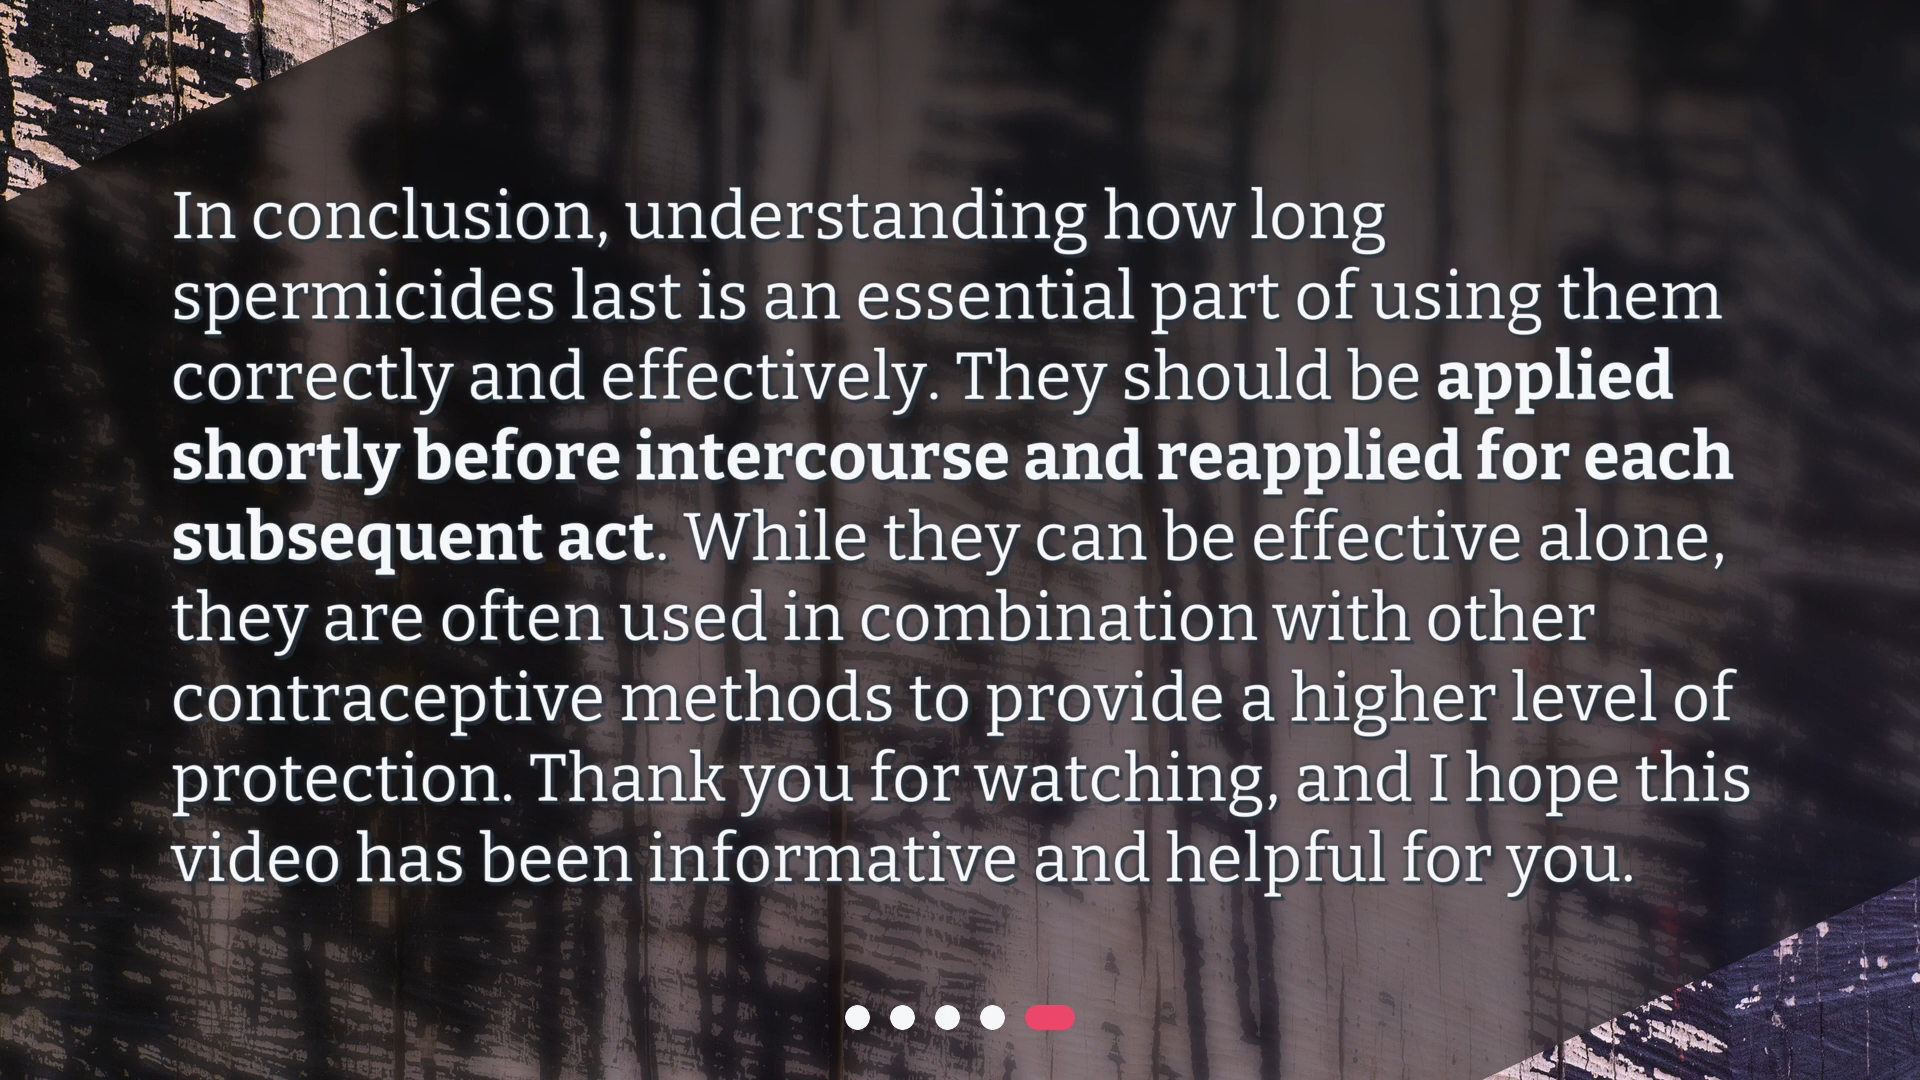 In conclusion, understanding how long
spermicides last is an essential part of using them
correctly and effectively. They should be applied
shortly before intercourse and reapplied for each
subsequent act. While they can be effective alone,
they are often used in combination with other
contraceptive methods to provide a higher level of
protection. Thank you for watching, and I hope this
video has been informative and helpful for you.